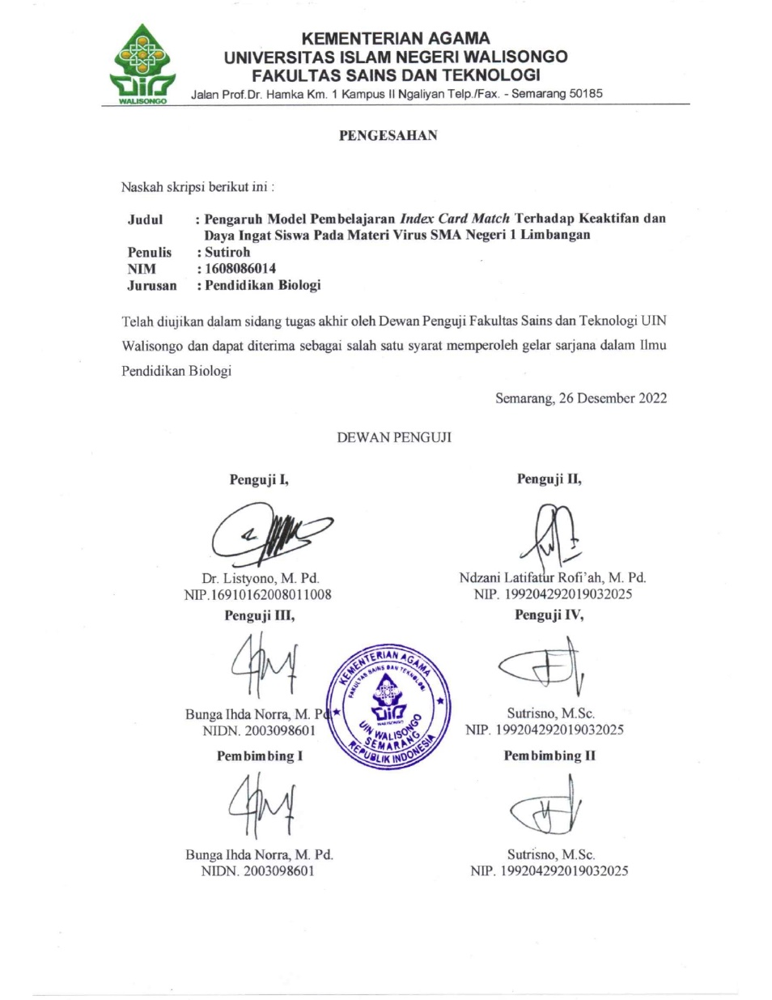 KEMENTERIAN AGAMA
UNIVERSITAS ISLAM NEGERI WALISONGO
FAKULTAS SAINS DAN TEKNOLOGI
Jalan Prof.Dr. Hamka Km. 1 Kampus II Ngaliyan Telp./Fax. - Semarang 50185
WALISONGO
PENGESAHAN
Naskah skripsi berikut ini :
Judul : Pengaruh Model Pembelajaran Index Card Match Terhadap Keaktifan dan
Daya Ingat Siswa Pada Materi Virus SMA Negeri 1 Limbangan
Penulis : Sutiroh
NIM : 1608086014
Jurusan : Pendidikan Biologi
Telah diujikan dalam sidang tugas akhir oleh Dewan Penguji Fakultas Sains dan Teknologi UIN
Walisongo dan dapat diterima sebagai salah satu syarat memperoleh gelar sarjana dalam Ilmu
Pendidikan Biologi
Semarang, 26 Desember 2022
DEWAN PENGUJI
Penguji I, Penguji II,
Dr. Listyono, M. Pd. Ndzani Latifatur Rofi'ah, M. Pd.
NIP.16910162008011008 NIP. 199204292019032025
Penguji III, Penguji IV,
KEMENTERIAN AGAMA
FAKULTAS SAINS DAN TEKNOLOGI
WALISONGO
UIN WALISONGO
SEMARANG
REPUBLIK INDONESIA
Bunga Ihda Norra, M. Pd Sutrisno, M.Sc.
NIDN. 2003098601 NIP. 199204292019032025
Pembimbing I Pembimbing II
Bunga Ihda Norra, M. Pd. Sutrisno, M.Sc.
NIDN. 2003098601 NIP. 199204292019032025